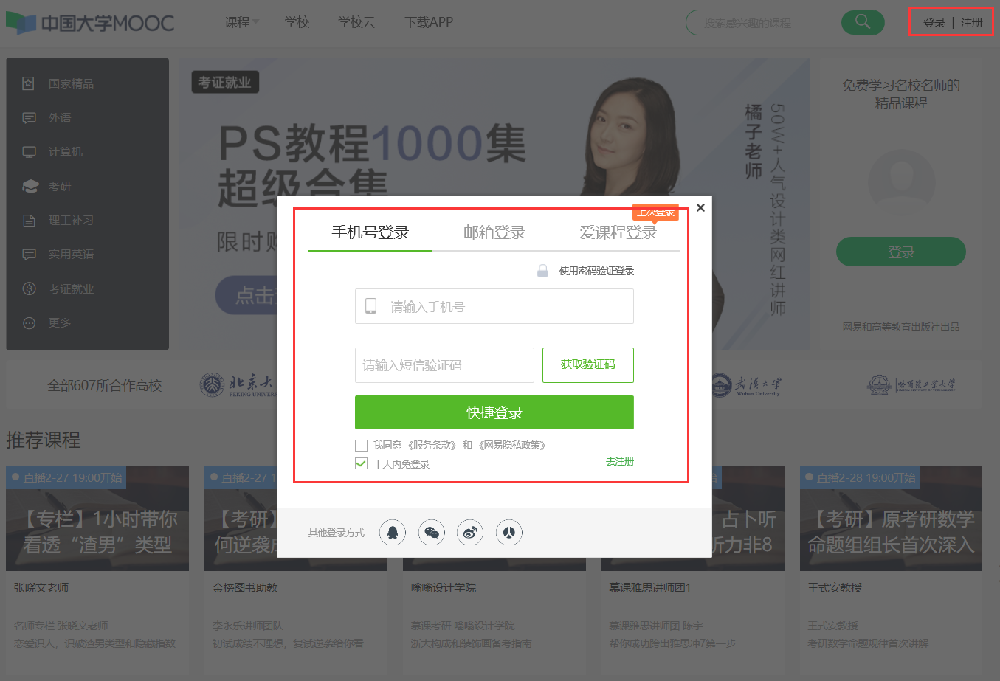 中国大学MOOC
课程 学校 学校云 下载APP
搜索感兴趣的课程
登录 | 注册
国家精品
外语
计算机
考研
理工补习
实用英语
考证就业
更多
考证就业
PS教程1000集
超级合集
限时
点击
橘子老师
50W+人气设计类网红讲师
免费学习名校名师的
精品课程
登录
网易和高等教育出版社出品
上次登录
手机号登录 邮箱登录 爱课程登录
使用密码验证登录
请输入手机号
请输入短信验证码 获取验证码
快捷登录
我同意 《服务条款》 和 《网易隐私政策》
十天内免登录 去注册
其他登录方式
全部607所合作高校
北京大
PEKING UNIVER
武汉大学
Wuhan University
哈尔滨工业大学
HARBIN INSTITUTE OF TECHNOLOGY
推荐课程
直播2-27 19:00开始
【专栏】1小时带你
看透“渣男”类型
张晓文老师
名师专栏 张晓文老师
恋爱识人，识破渣男类型和隐藏指数
直播2-27 1
【考研】
何逆袭
金榜图书助教
李永乐讲师团队
初试成绩不理想，复试逆袭给你看
嗡嗡设计学院
慕课考研 嗡嗡设计学院
浙大构成和装饰画备考指南
占卜听
听力非8
慕课雅思讲师团1
慕课雅思讲师团 陈宇
帮你成功跨出雅思冲7第一步
直播2-28 19:00开始
【考研】原考研数学
命题组组长首次深入
王式安教授
王式安教授
考研数学命题规律首次讲解